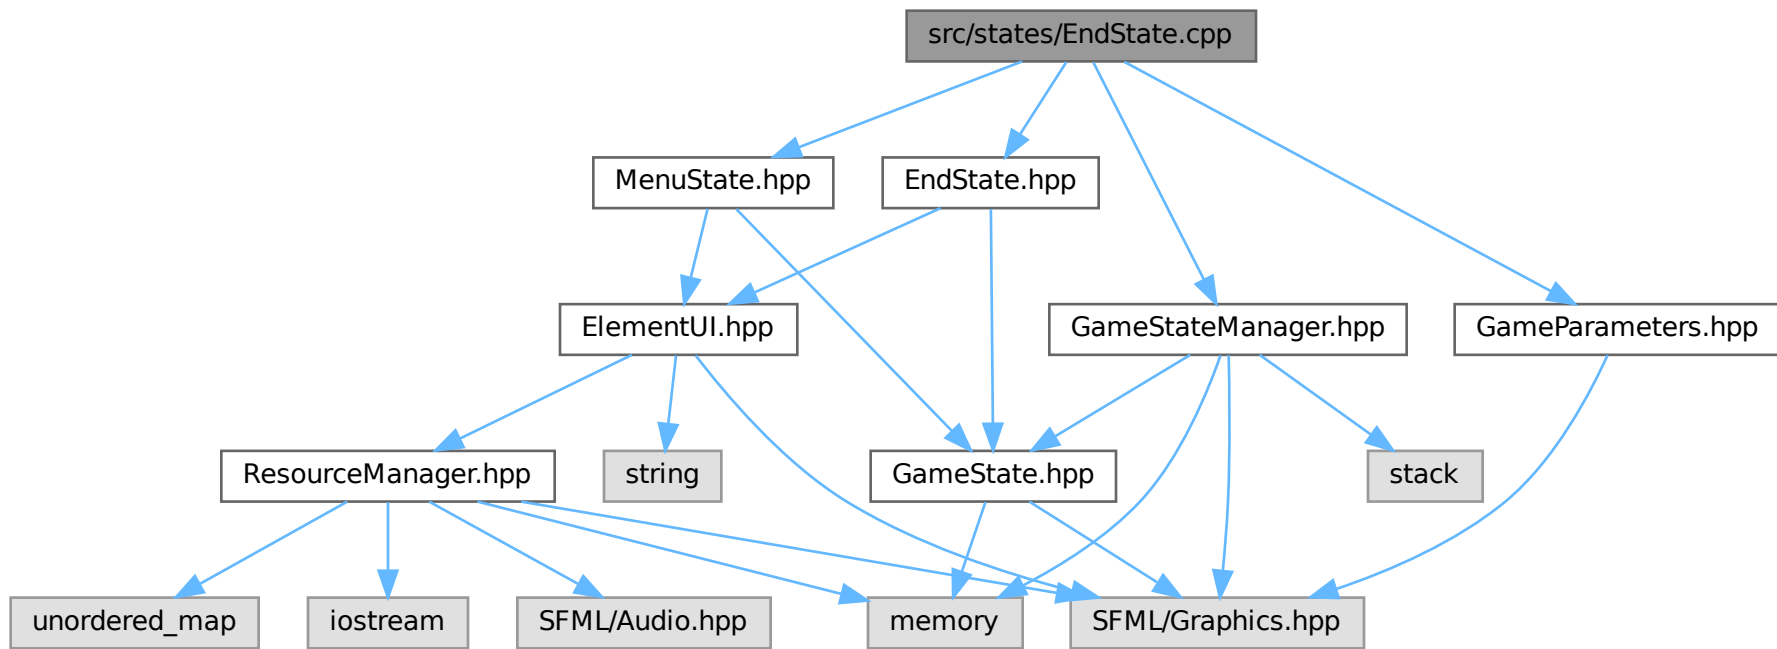 src/states/EndState.cpp
MenuState.hpp
EndState.hpp
ElementUI.hpp
GameStateManager.hpp
GameParameters.hpp
ResourceManager.hpp
string
GameState.hpp
stack
unordered_map
iostream
SFML/Audio.hpp
memory
SFML/Graphics.hpp